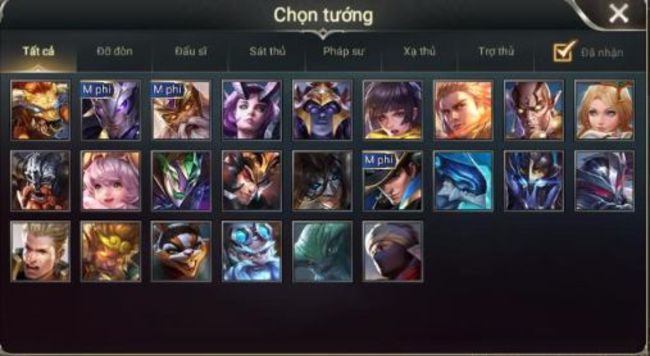 Chọn tướng
Tất cả Đỡ đòn Đấu sĩ Sát thủ Pháp sư Xạ thủ Trợ thủ Đã nhận
M phí M phí
M phí